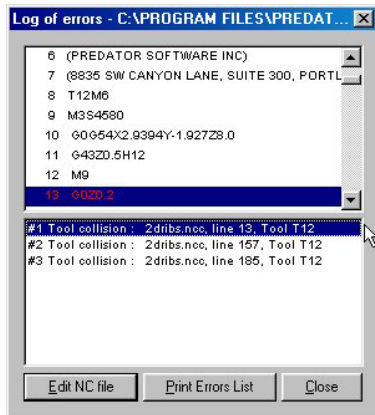 Log of errors - C:\PROGRAM FILES\PREDAT...
6 (PREDATOR SOFTWARE INC)
7 (8835 SW CANYON LANE, SUITE 300, PORTL
8 T12M6
9 M3S4580
10 G0G54X2.9394Y-1.927Z8.0
11 G43Z0.5H12
12 M9
13 G0Z0.2
#1 Tool collision : 2dribs.ncc, line 13, Tool T12
#2 Tool collision : 2dribs.ncc, line 157, Tool T12
#3 Tool collision : 2dribs.ncc, line 185, Tool T12
Edit NC file Print Errors List Close